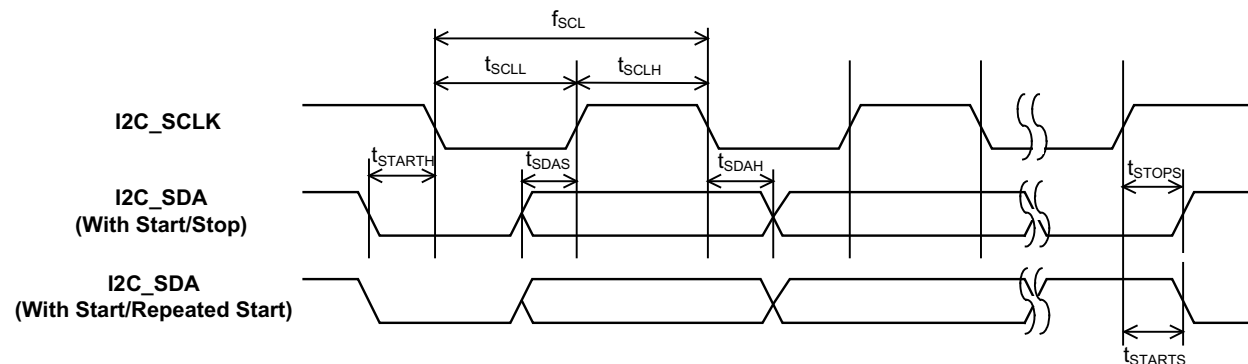 fSCL
tSCLL tSCLH
I2C_SCLK
tSTARTH tSDAS tSDAH tSTOPS
I2C_SDA
(With Start/Stop)
I2C_SDA
(With Start/Repeated Start)
tSTARTS